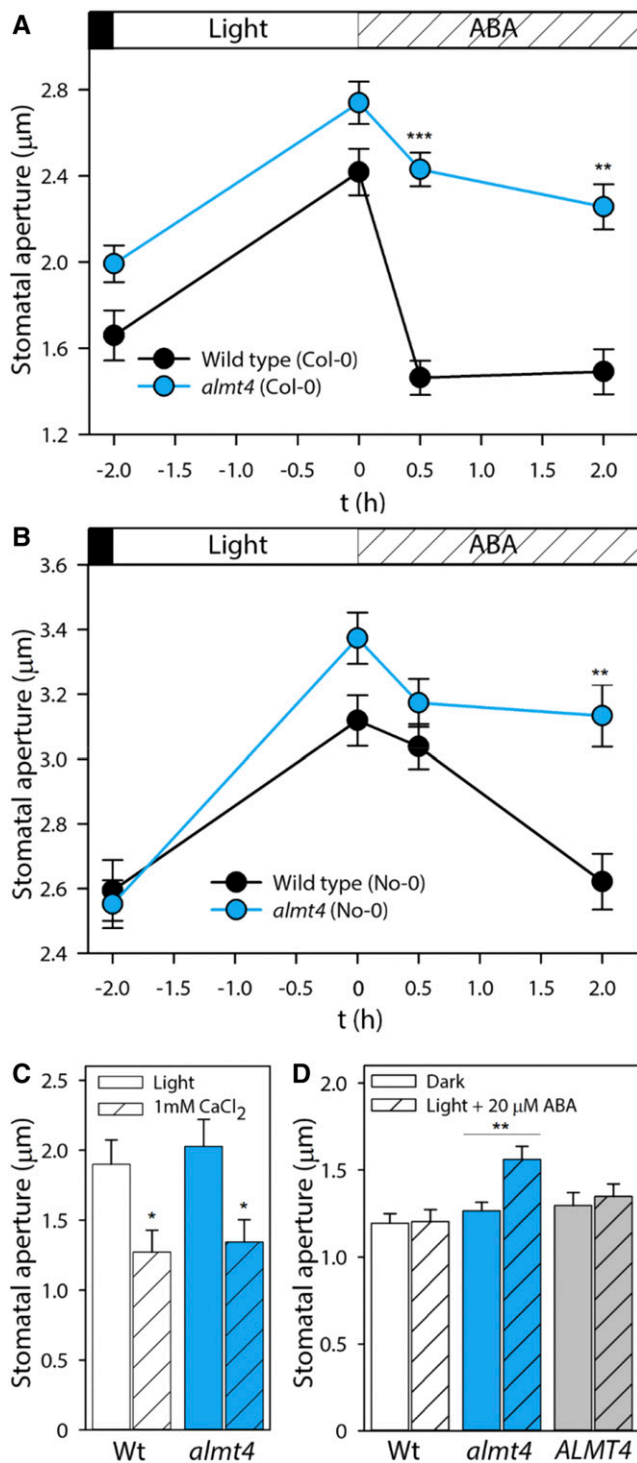 A
Light ABA
Stomatal aperture (μm)
2.8
2.4
2.0
1.6
1.2
***
**
Wild type (Col-0)
almt4 (Col-0)
-2.0 -1.5 -1.0 -0.5 0 0.5 1.0 1.5 2.0
t (h)
B
Light ABA
Stomatal aperture (μm)
3.6
3.4
3.2
3.0
2.8
2.6
2.4
**
Wild type (No-0)
almt4 (No-0)
-2.0 -1.5 -1.0 -0.5 0 0.5 1.0 1.5 2.0
t (h)
C
Stomatal aperture (μm)
2.5
2.0
1.5
1.0
0.5
0
Light
1mM CaCl2
*
*
Wt almt4
D
Stomatal aperture (μm)
2.0
1.5
1.0
0.5
0
Dark
Light + 20 μM ABA
**
Wt almt4 ALMT4